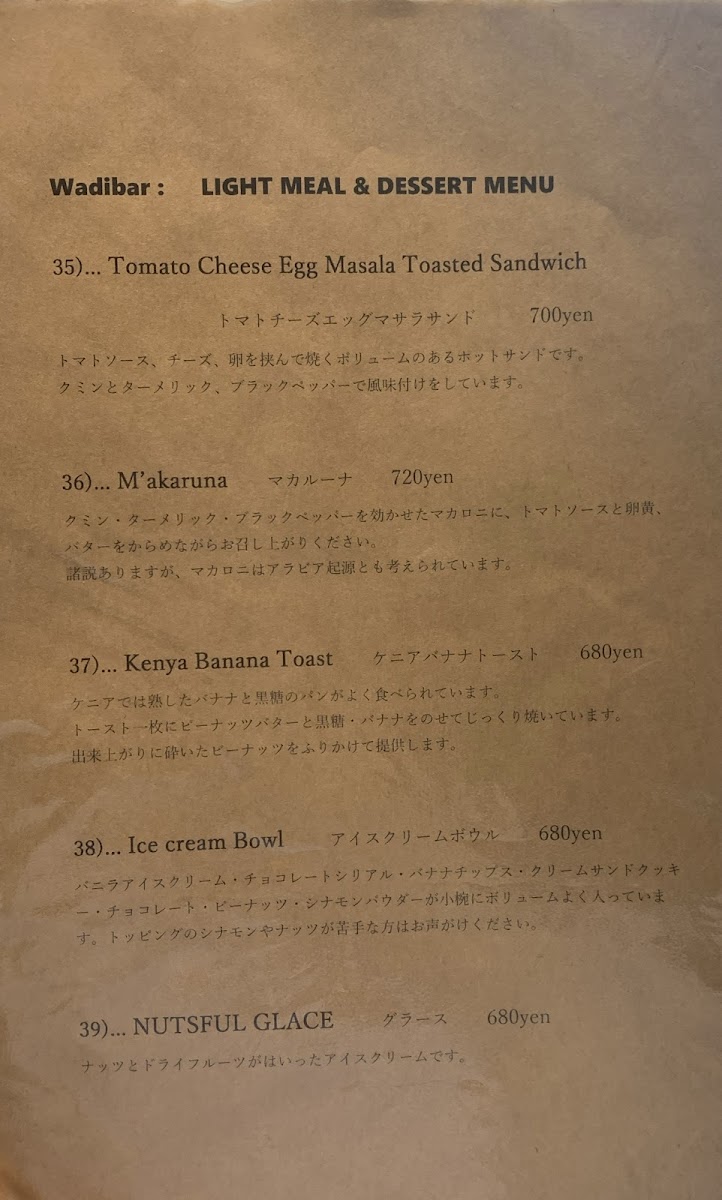 Wadibar : LIGHT MEAL & DESSERT MENU
35)... Tomato Cheese Egg Masala Toasted Sandwich
トマトチーズエッグマサラサンド 700yen
トマトソース、チーズ、卵を挟んで焼くボリュームのあるホットサンドです。
クミンとターメリック、ブラックペッパーで風味付けをしています。
36)... M’akaruna マカルーナ 720yen
クミン・ターメリック・ブラックペッパーを効かせたマカロニに、トマトソースと卵黄、
バターをからめながらお召し上がりください。
諸説ありますが、マカロニはアラビア起源とも考えられています。
37)... Kenya Banana Toast ケニアバナナトースト 680yen
ケニアでは熟したバナナと黒糖のパンがよく食べられています。
トースト一枚にピーナッツバターと黒糖・バナナをのせてじっくり焼いています。
出来上がりに砕いたピーナッツをふりかけて提供します。
38)... Ice cream Bowl アイスクリームボウル 680yen
バニラアイスクリーム・チョコレートシリアル・バナナチップス・クリームサンドクッキ
ー・チョコレート・ピーナッツ・シナモンパウダーが小椀にボリュームよく入っていま
す。トッピングのシナモンやナッツが苦手な方はお声がけください。
39)... NUTSFUL GLACE グラース 680yen
ナッツとドライフルーツがはいったアイスクリームです。